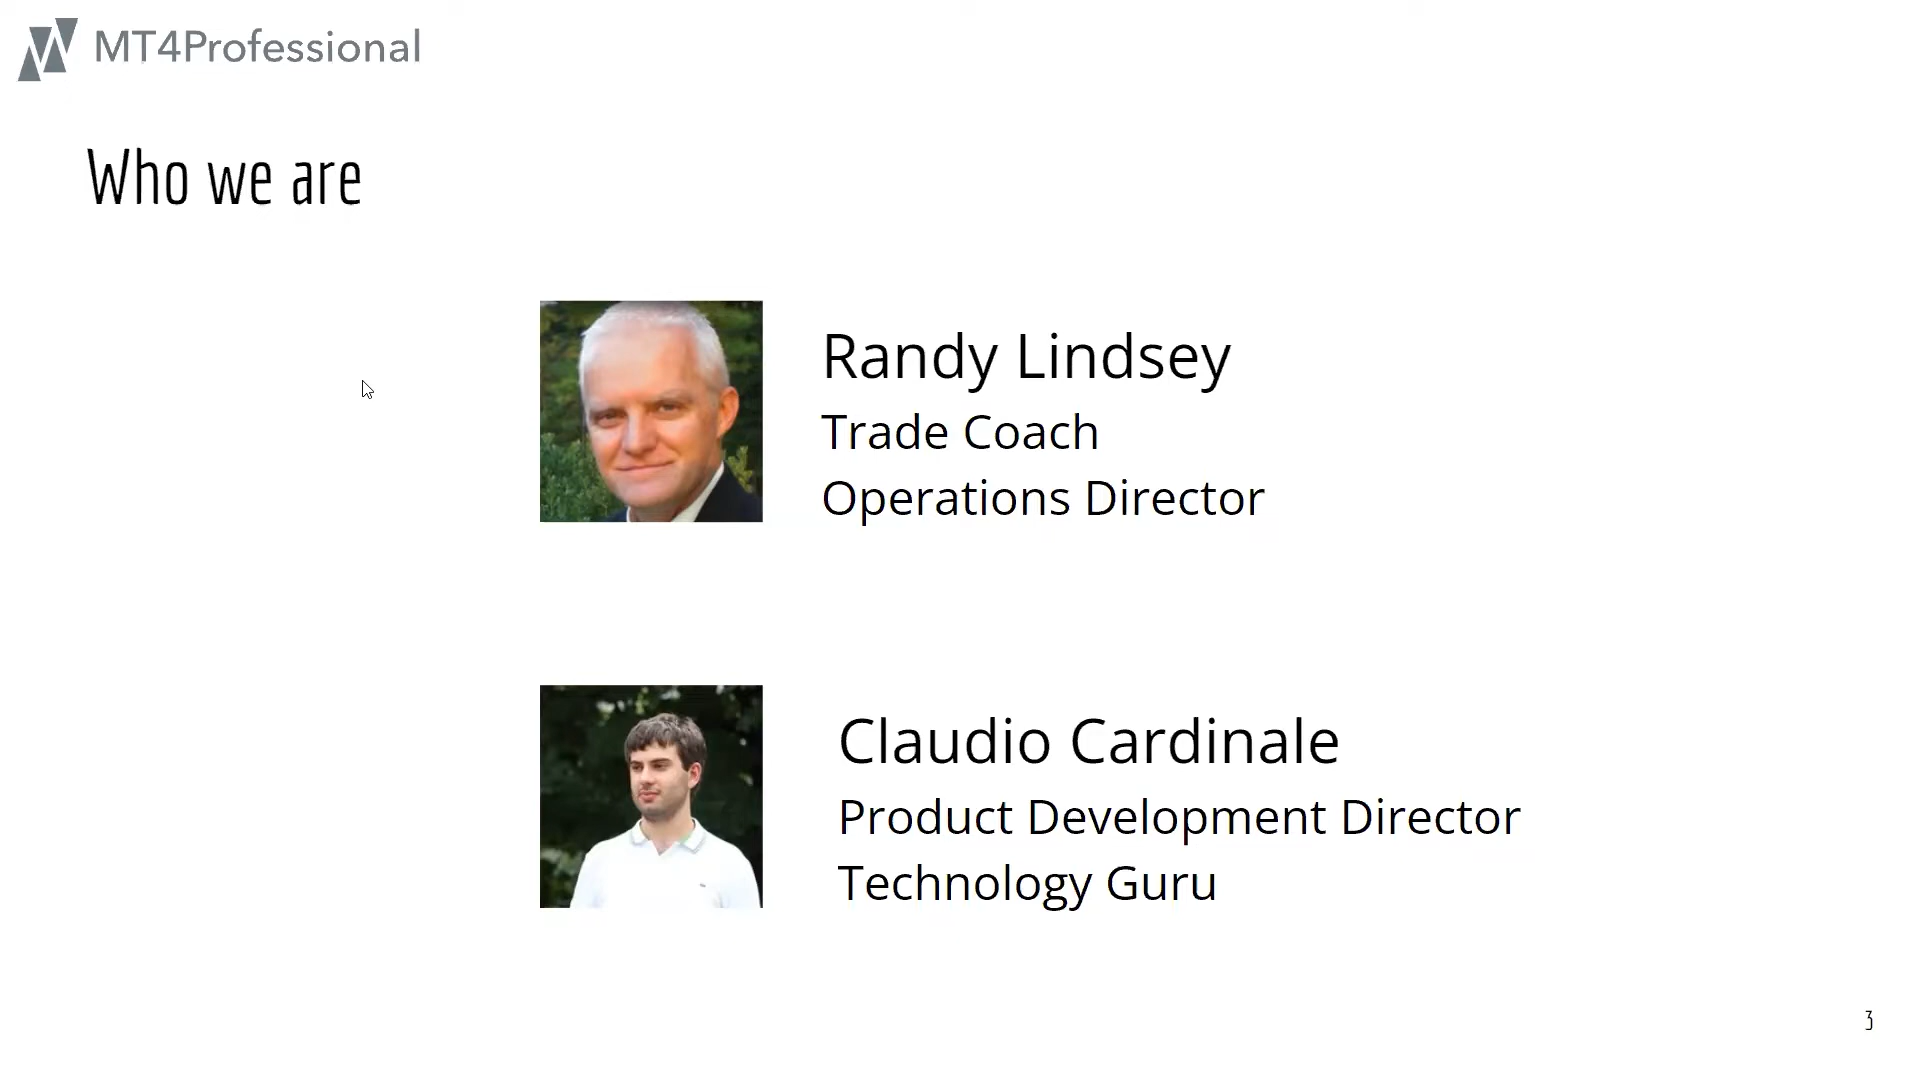 MT4Professional
Who we are
Randy Lindsey
Trade Coach
Operations Director
Claudio Cardinale
Product Development Director
Technology Guru
3